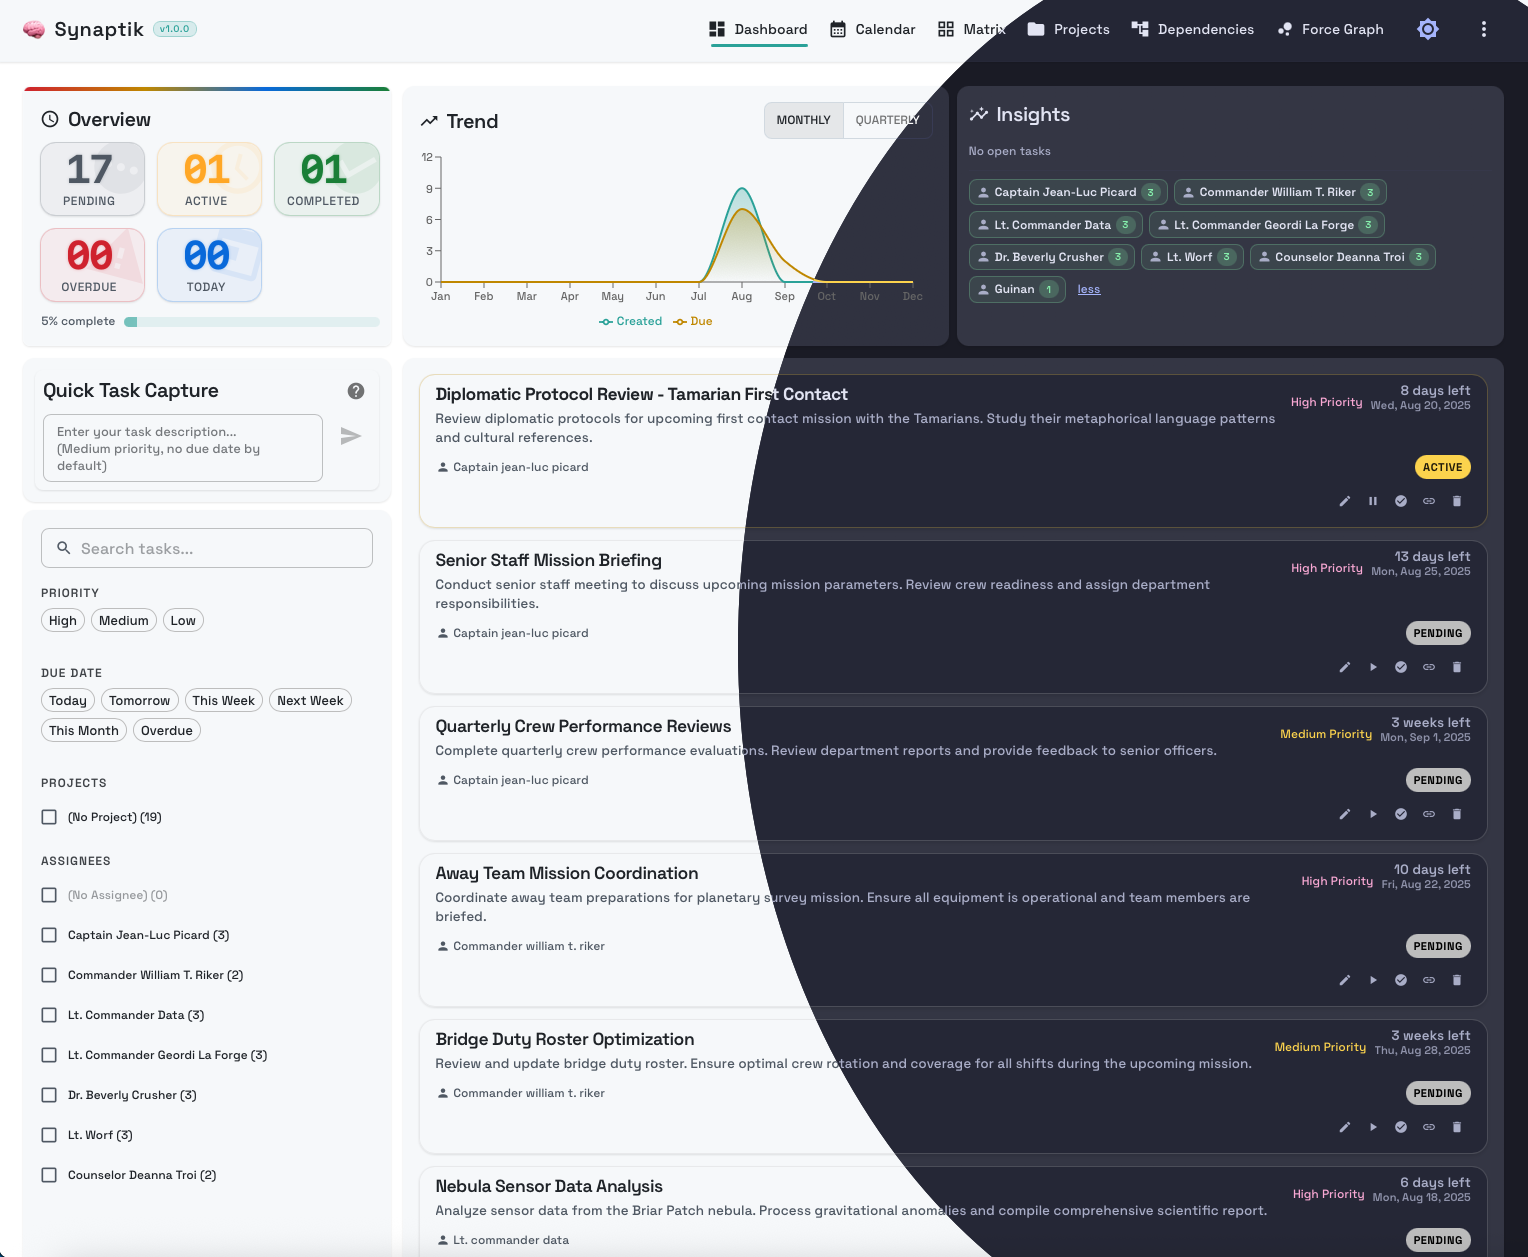 Synaptik v1.0.0
Dashboard Calendar Matrix Projects Dependencies Force Graph
Overview
17 PENDING
01 ACTIVE
01 COMPLETED
00 OVERDUE
00 TODAY
5% complete
Trend
MONTHLY QUARTERLY
12
9
6
3
0
Jan Feb Mar Apr May Jun Jul Aug Sep Oct Nov Dec
Created Due
Insights
No open tasks
Captain Jean-Luc Picard 3 Commander William T. Riker 3
Lt. Commander Data 3 Lt. Commander Geordi La Forge 3
Dr. Beverly Crusher 3 Lt. Worf 3 Counselor Deanna Troi 3
Guinan 1 less
Quick Task Capture
?
Enter your task description...
(Medium priority, no due date by
default)
Search tasks...
PRIORITY
High Medium Low
DUE DATE
Today Tomorrow This Week Next Week
This Month Overdue
PROJECTS
(No Project) (19)
ASSIGNEES
(No Assignee) (0)
Captain Jean-Luc Picard (3)
Commander William T. Riker (2)
Lt. Commander Data (3)
Lt. Commander Geordi La Forge (3)
Dr. Beverly Crusher (3)
Lt. Worf (3)
Counselor Deanna Troi (2)
Diplomatic Protocol Review - Tamarian First Contact
Review diplomatic protocols for upcoming first contact mission with the Tamarians. Study their metaphorical language patterns
and cultural references.
Captain jean-luc picard
High Priority
8 days left
Wed, Aug 20, 2025
ACTIVE
Senior Staff Mission Briefing
Conduct senior staff meeting to discuss upcoming mission parameters. Review crew readiness and assign department
responsibilities.
Captain jean-luc picard
High Priority
13 days left
Mon, Aug 25, 2025
PENDING
Quarterly Crew Performance Reviews
Complete quarterly crew performance evaluations. Review department reports and provide feedback to senior officers.
Captain jean-luc picard
Medium Priority
3 weeks left
Mon, Sep 1, 2025
PENDING
Away Team Mission Coordination
Coordinate away team preparations for planetary survey mission. Ensure all equipment is operational and team members are
briefed.
Commander william t. riker
High Priority
10 days left
Fri, Aug 22, 2025
PENDING
Bridge Duty Roster Optimization
Review and update bridge duty roster. Ensure optimal crew rotation and coverage for all shifts during the upcoming mission.
Commander william t. riker
Medium Priority
3 weeks left
Thu, Aug 28, 2025
PENDING
Nebula Sensor Data Analysis
Analyze sensor data from the Briar Patch nebula. Process gravitational anomalies and compile comprehensive scientific report.
Lt. commander data
High Priority
6 days left
Mon, Aug 18, 2025
PENDING